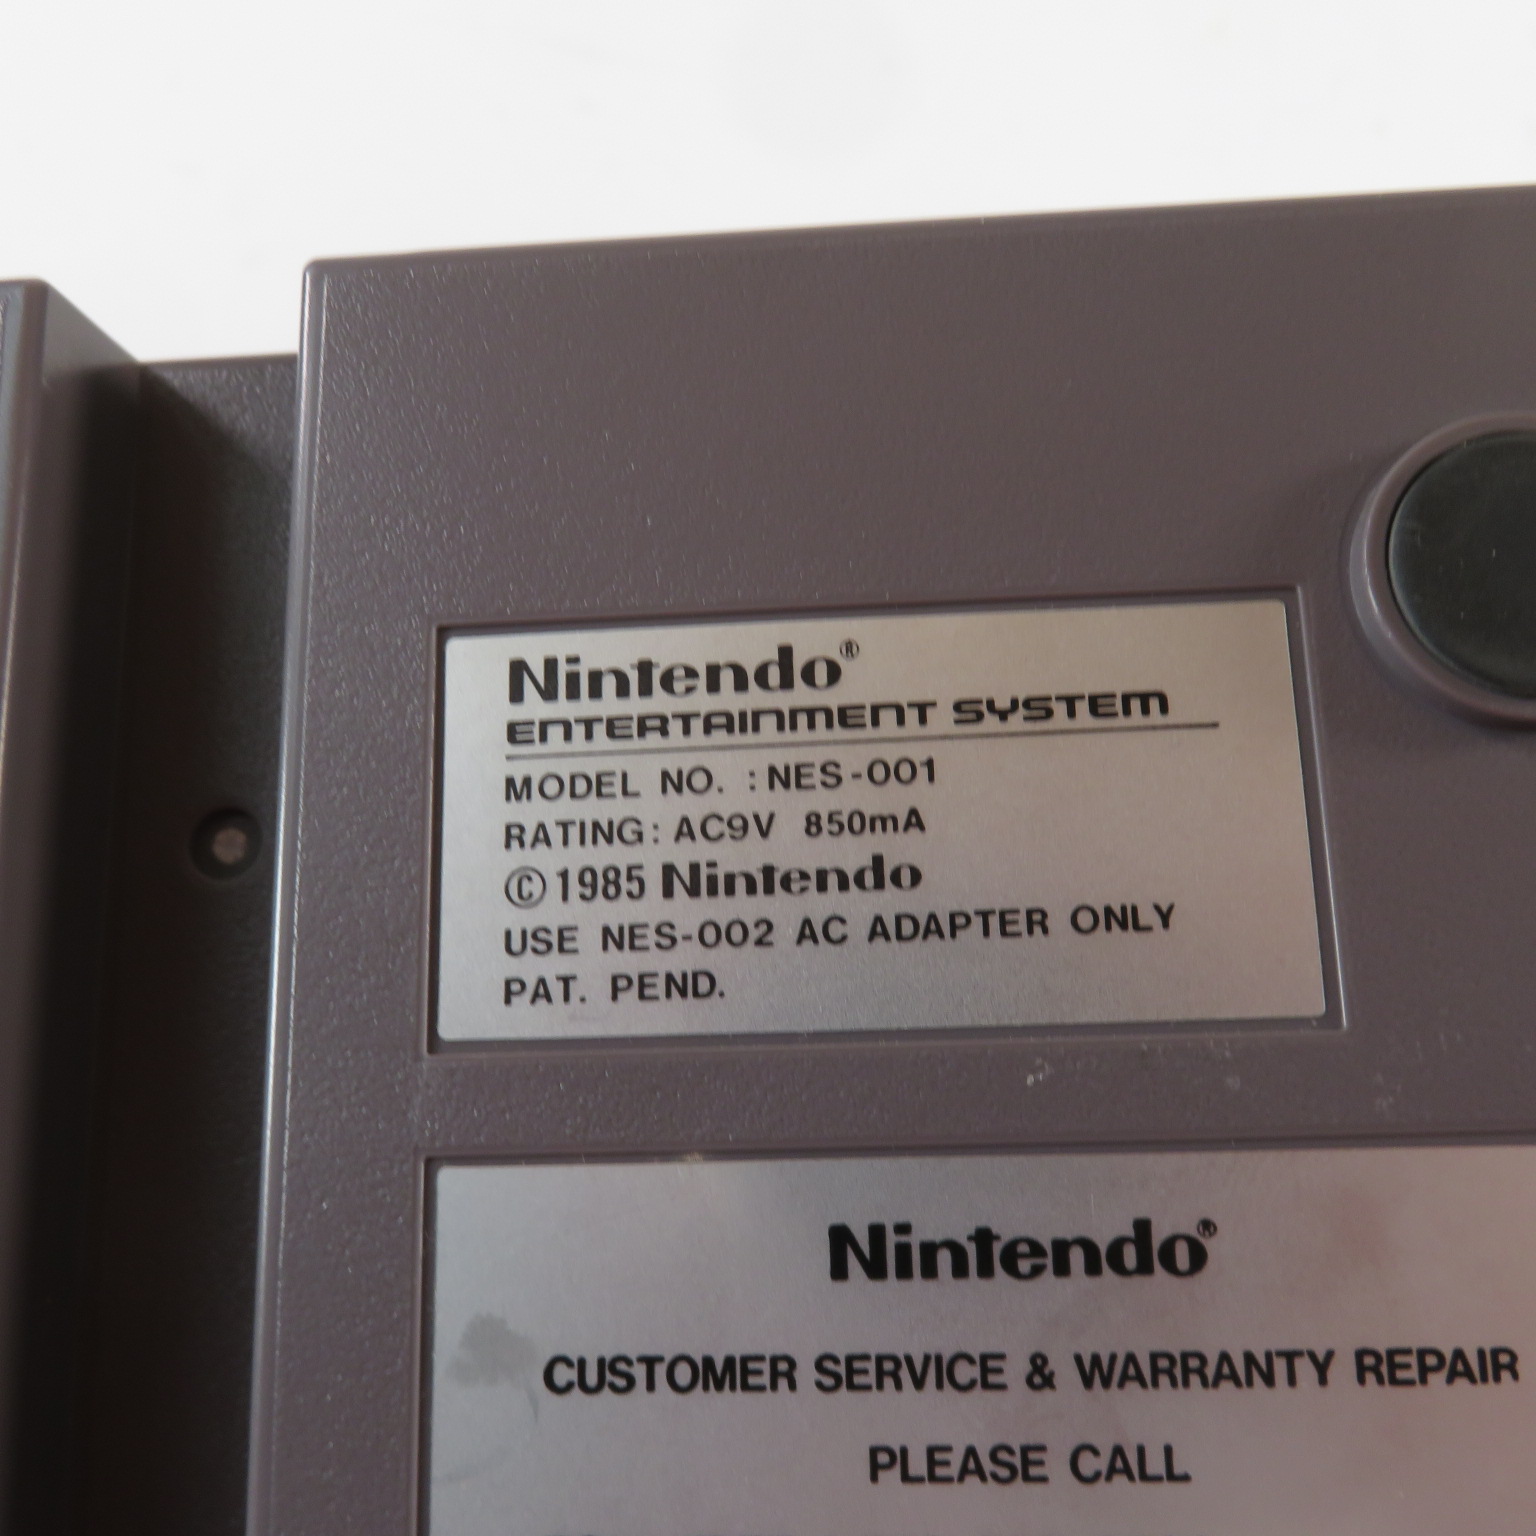 Nintendo®
ENTERTAINMENT SYSTEM
MODEL NO. : NES-001
RATING: AC9V 850mA
© 1985 Nintendo
USE NES-002 AC ADAPTER ONLY
PAT. PEND.
Nintendo®
CUSTOMER SERVICE & WARRANTY REPAIR
PLEASE CALL